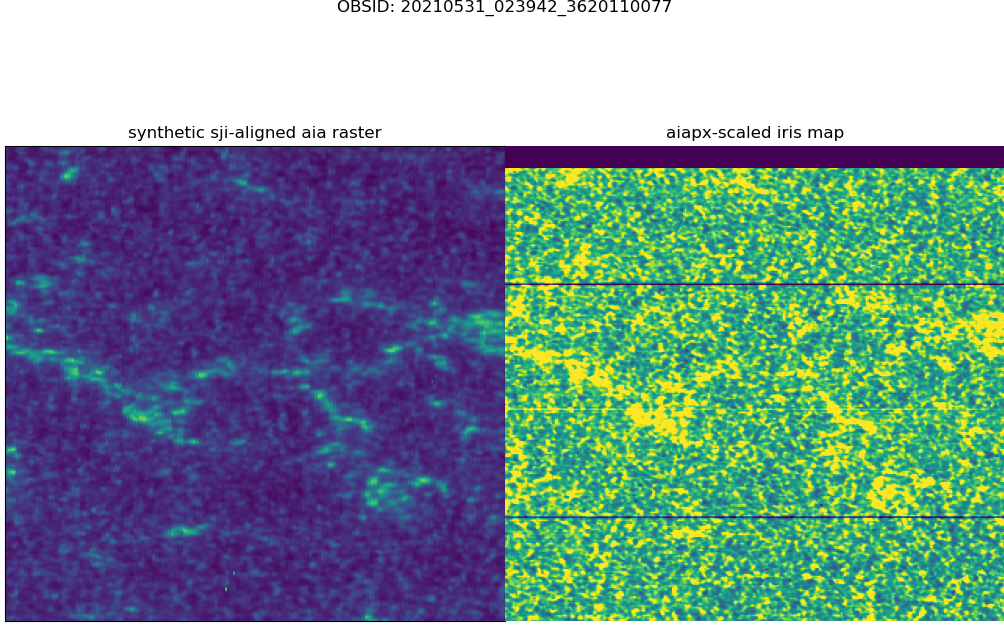 OBSID: 20210531_023942_3620110077
synthetic sji-aligned aia raster
aiapx-scaled iris map